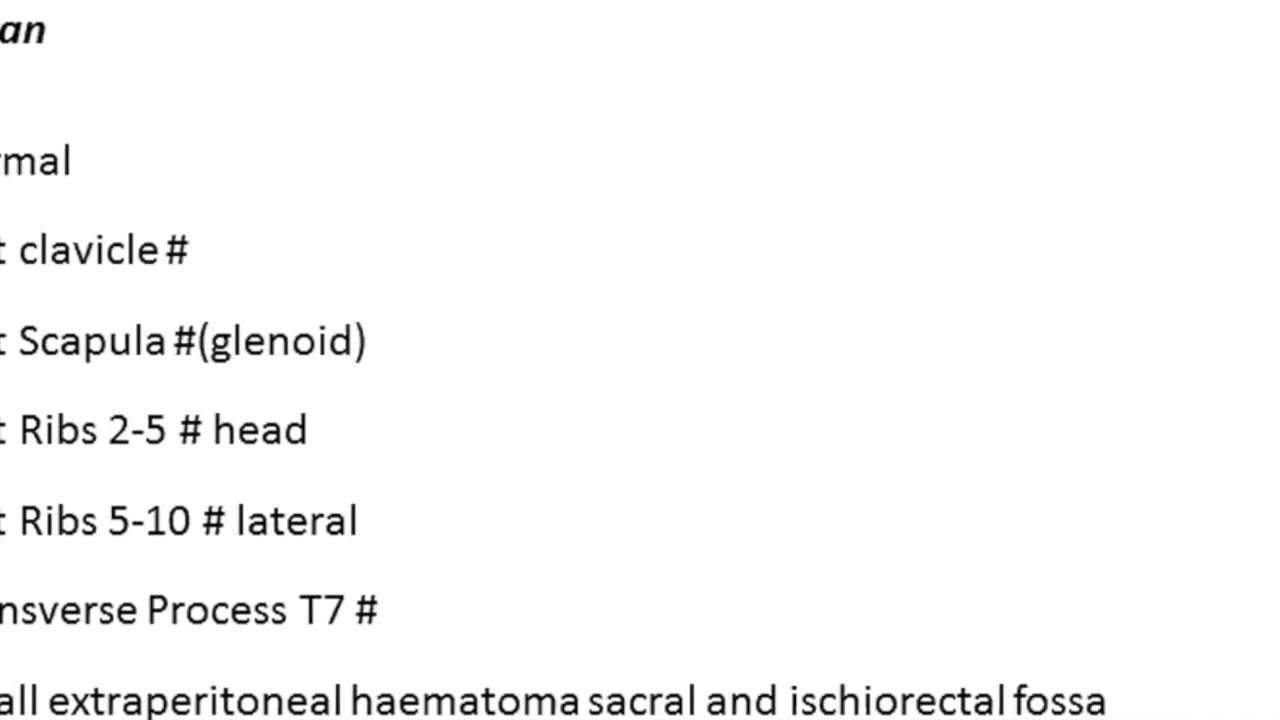 an
rmal
t clavicle #
t Scapula #(glenoid)
t Ribs 2-5 # head
t Ribs 5-10 # lateral
nsverse Process T7 #
all extraperitoneal haematoma sacral and ischiorectal fossa